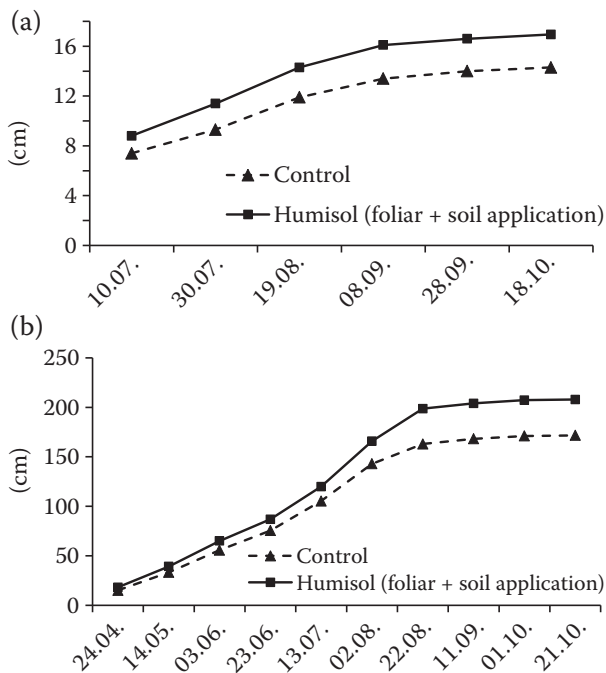 (a)
16
12
8
4
0
(cm)
Control
Humisol (foliar + soil application)
10.07. 30.07. 19.08. 08.09. 28.09. 18.10.
(b)
250
200
150
100
50
0
(cm)
Control
Humisol (foliar + soil application)
24.04. 14.05. 03.06. 23.06. 13.07. 02.08. 22.08. 11.09. 01.10. 21.10.